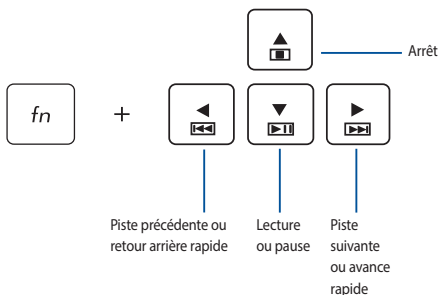 Arrêt
fn +
Piste précédente ou
retour arrière rapide
Lecture
ou pause
Piste
suivante
ou avance
rapide